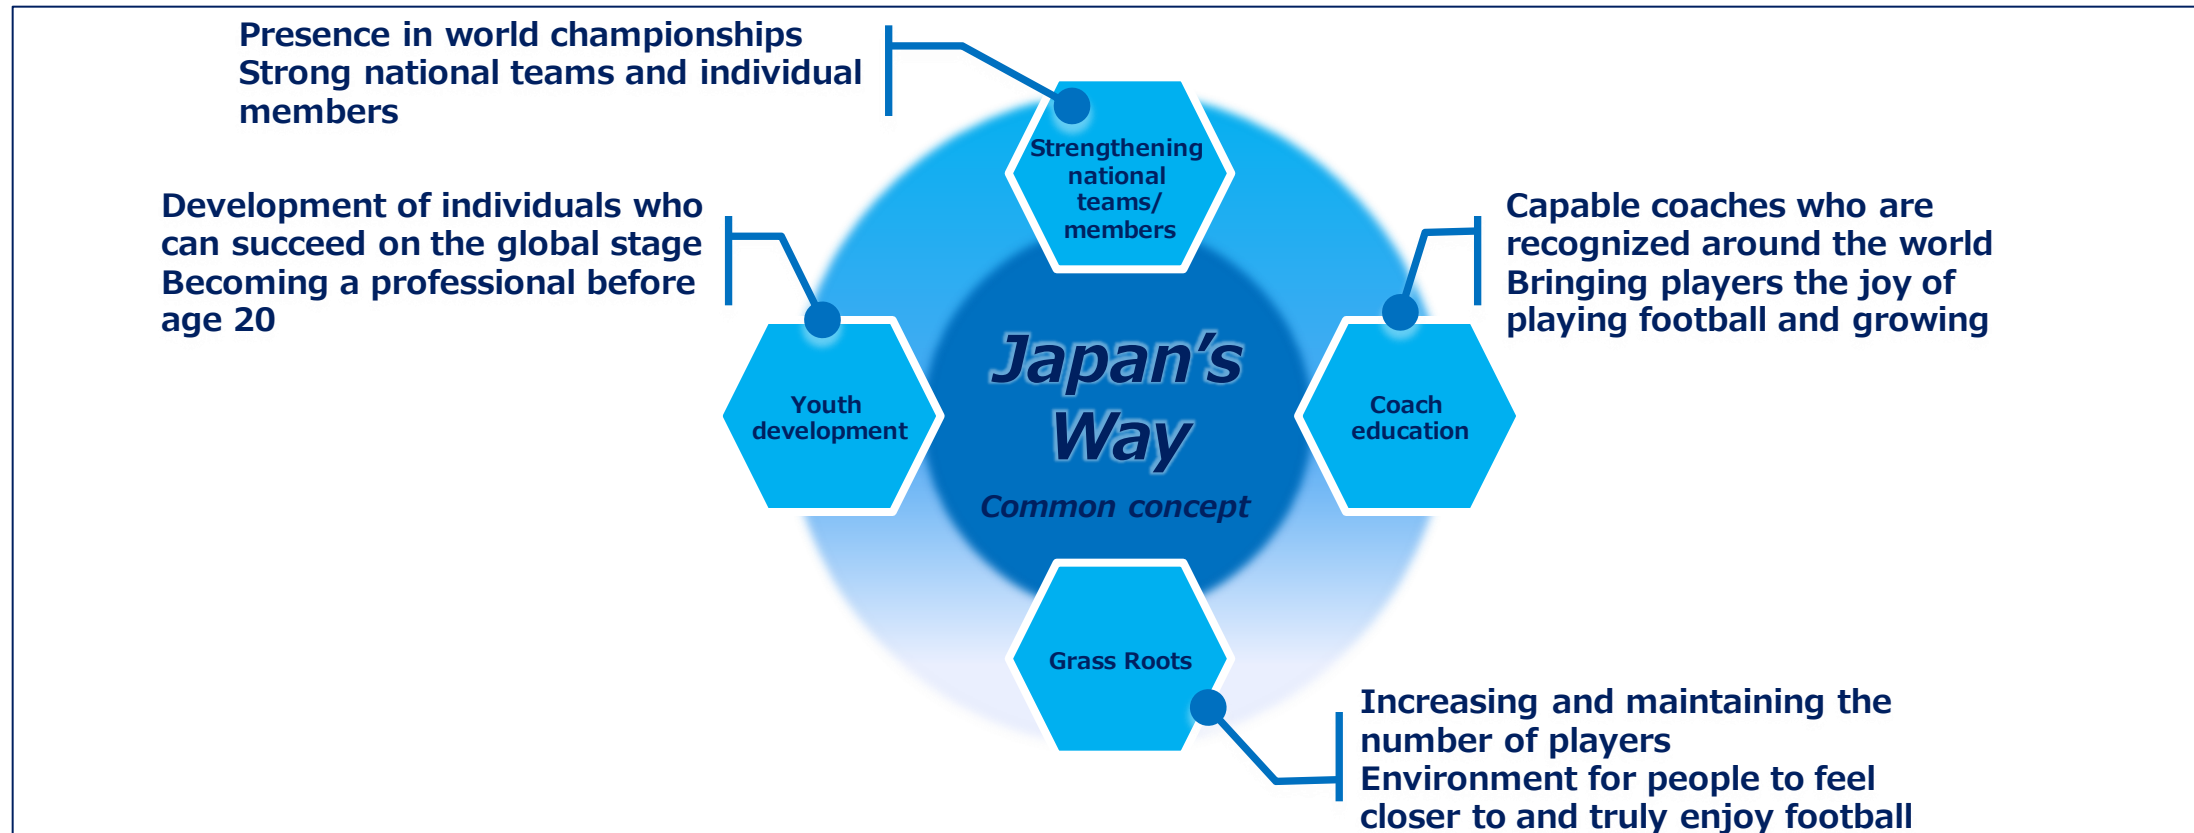 Presence in world championships
Strong national teams and individual
members
Strengthening
national
teams/
members
Development of individuals who
can succeed on the global stage
Becoming a professional before
age 20
Capable coaches who are
recognized around the world
Bringing players the joy of
playing football and growing
Youth
development
Japan’s
Way
Common concept
Coach
education
Grass Roots
Increasing and maintaining the
number of players
Environment for people to feel
closer to and truly enjoy football